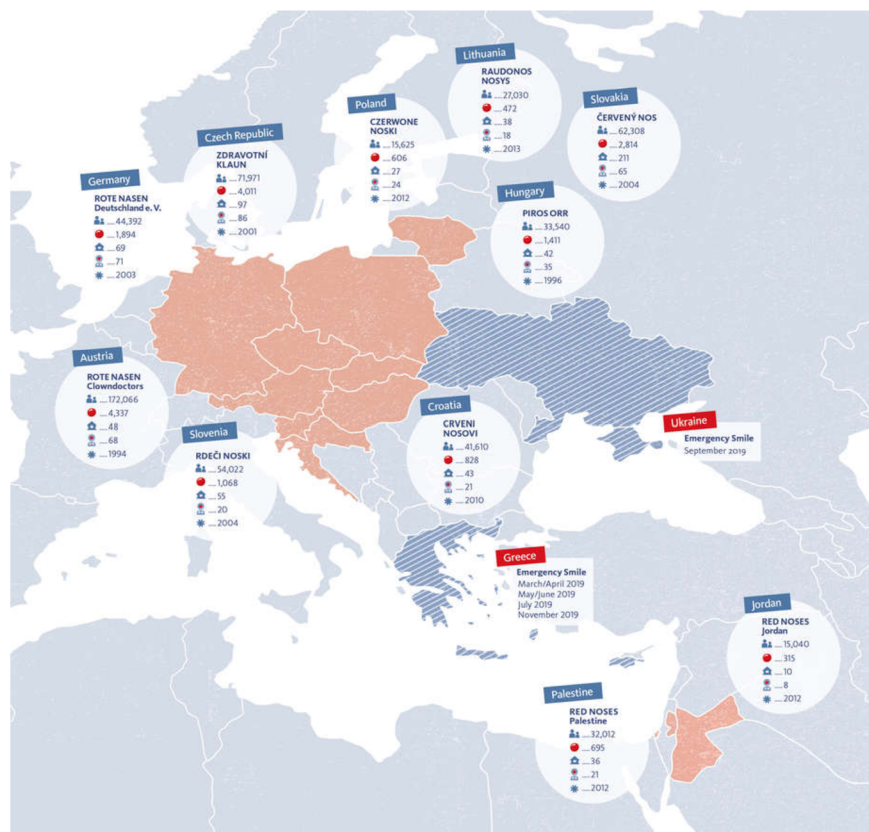 Lithuania
RAUDONOS
NOSYS
....27,030
....472
....38
....18
....2013
Slovakia
ČERVENÝ NOS
....62,308
....2,814
....211
....65
....2004
Poland
CZERWONE
NOSKI
....15,625
....606
....27
....24
....2012
Czech Republic
ZDRAVOTNÍ
KLAUN
....71,971
....4,011
....97
....86
....2001
Germany
ROTE NASEN
Deutschland e. V.
....44,392
....1,894
....69
....71
....2003
Hungary
PIROS ORR
....33,540
....1,411
....42
....35
....1996
Austria
ROTE NASEN
Clowndoctors
....172,066
....4,337
....48
....68
....1994
Slovenia
RDEČI NOSKI
....54,022
....1,068
....55
....20
....2004
Croatia
CRVENI
NOSOVI
....41,610
....828
....43
....21
....2010
Ukraine
Emergency Smile
September 2019
Greece
Emergency Smile
March/April 2019
May/June 2019
July 2019
November 2019
Jordan
RED NOSES
Jordan
....15,040
....315
....10
....8
....2012
Palestine
RED NOSES
Palestine
....32,012
....695
....36
....21
....2012